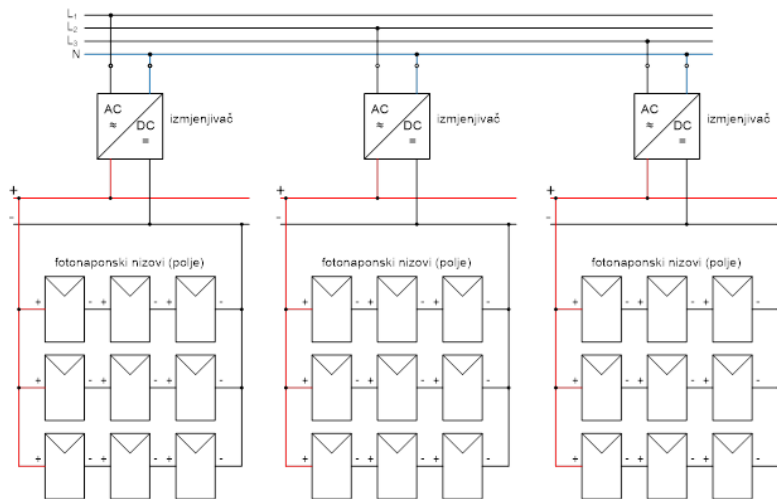 L1
L2
L3
N
AC ≈ DC = izmjenjivač
AC ≈ DC = izmjenjivač
AC ≈ DC = izmjenjivač
+ + +
- - -
fotonaponski nizovi (polje) fotonaponski nizovi (polje) fotonaponski nizovi (polje)
+ - + - + - + - + - + - + - + - + -
+ - + - + - + - + - + - + - + - + -
+ - + - + - + - + - + - + - + - + -